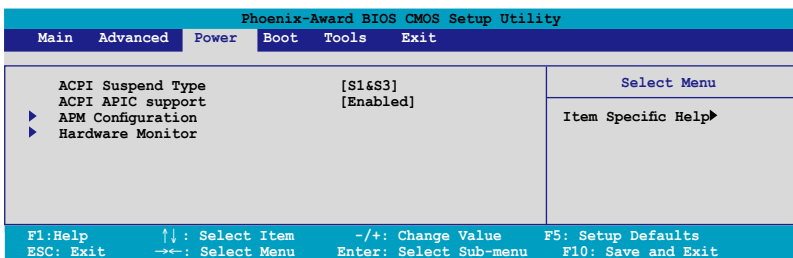 Phoenix-Award BIOS CMOS Setup Utility
Main Advanced Power Boot Tools Exit
ACPI Suspend Type [S1&S3]
ACPI APIC support [Enabled]
APM Configuration
Hardware Monitor
Select Menu
Item Specific Help
F1:Help ↑↓: Select Item -/+: Change Value F5: Setup Defaults
ESC: Exit →←: Select Menu Enter: Select Sub-menu F10: Save and Exit